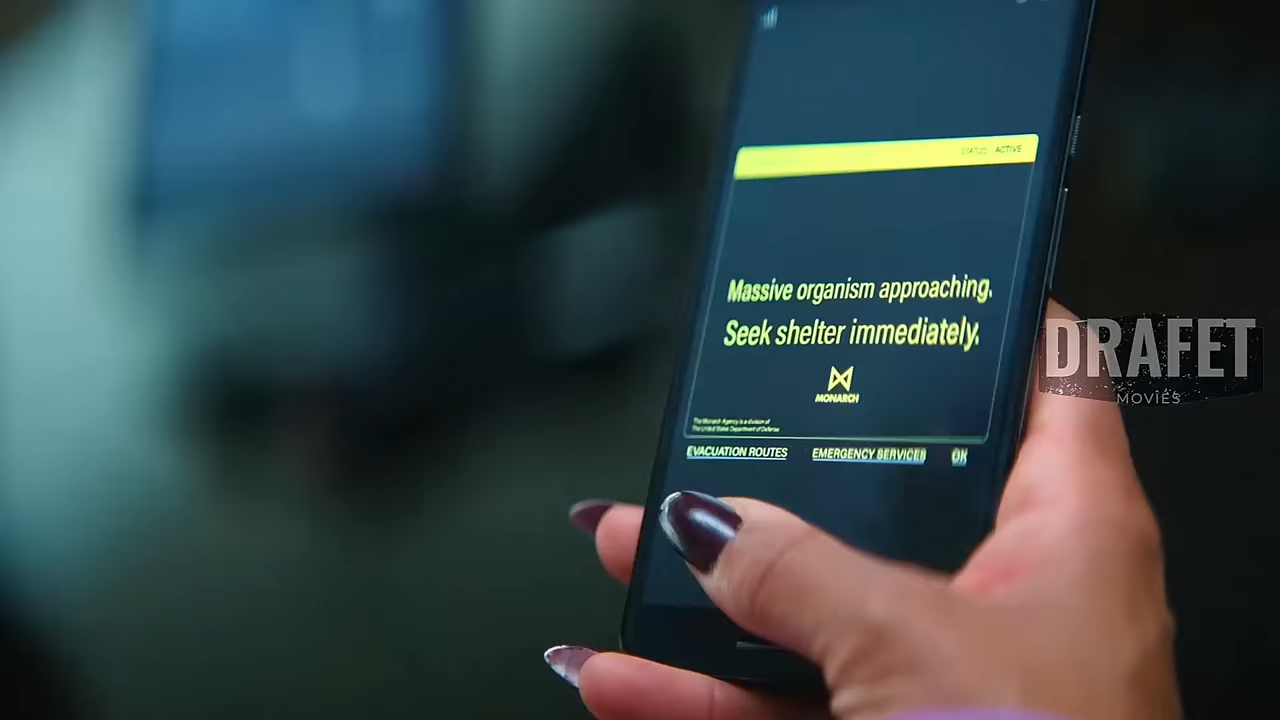 STATUS: ACTIVE
Massive organism approaching.
Seek shelter immediately.
MONARCH
The Monarch Agency is a division of
The United States Department of Defense
EVACUATION ROUTES EMERGENCY SERVICES OK
DRAFET
MOVIES